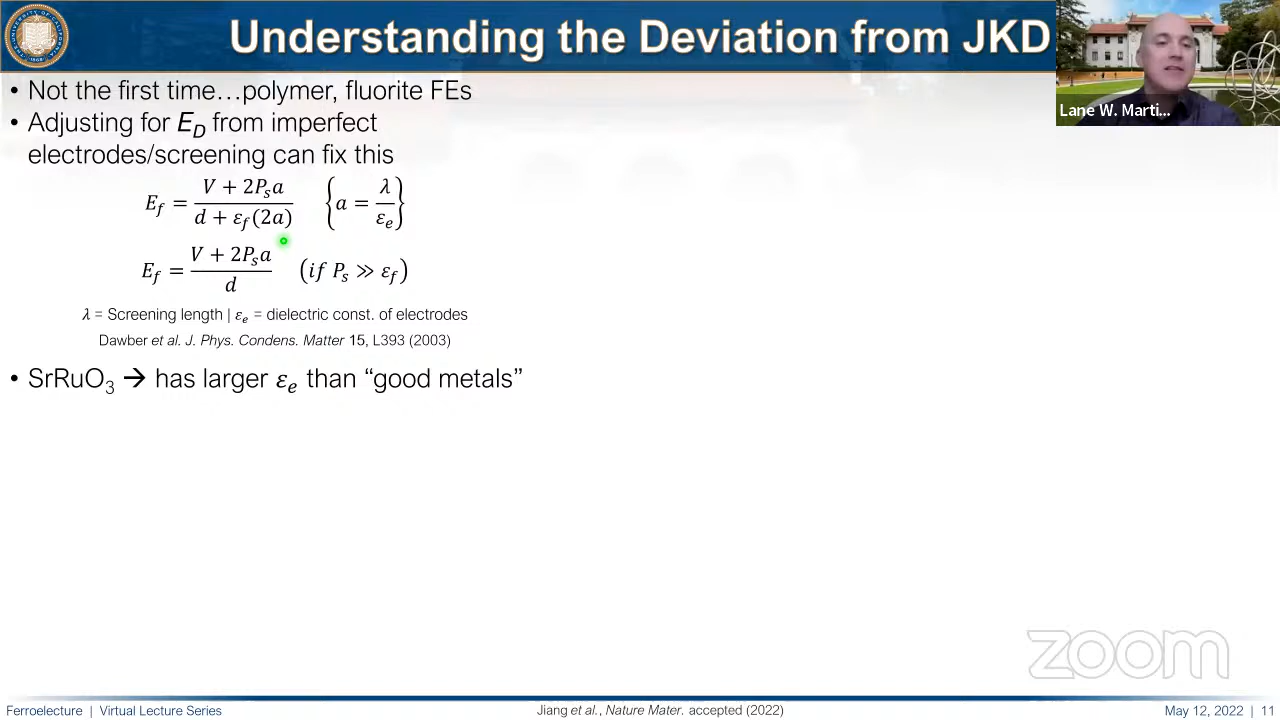 Understanding the Deviation from JKD
Lane W. Marti...
• Not the first time…polymer, fluorite FEs
• Adjusting for E_D from imperfect
electrodes/screening can fix this
E_f = (V + 2P_s a) / (d + ε_f(2a)) {a = λ/ε_e}
E_f = (V + 2P_s a) / d (if P_s ≫ ε_f)
λ = Screening length | ε_e = dielectric const. of electrodes
Dawber et al. J. Phys. Condens. Matter 15, L393 (2003)
• SrRuO₃ → has larger ε_e than “good metals”
zoom
Ferroelecture | Virtual Lecture Series
Jiang et al., Nature Mater. accepted (2022)
May 12, 2022 | 11